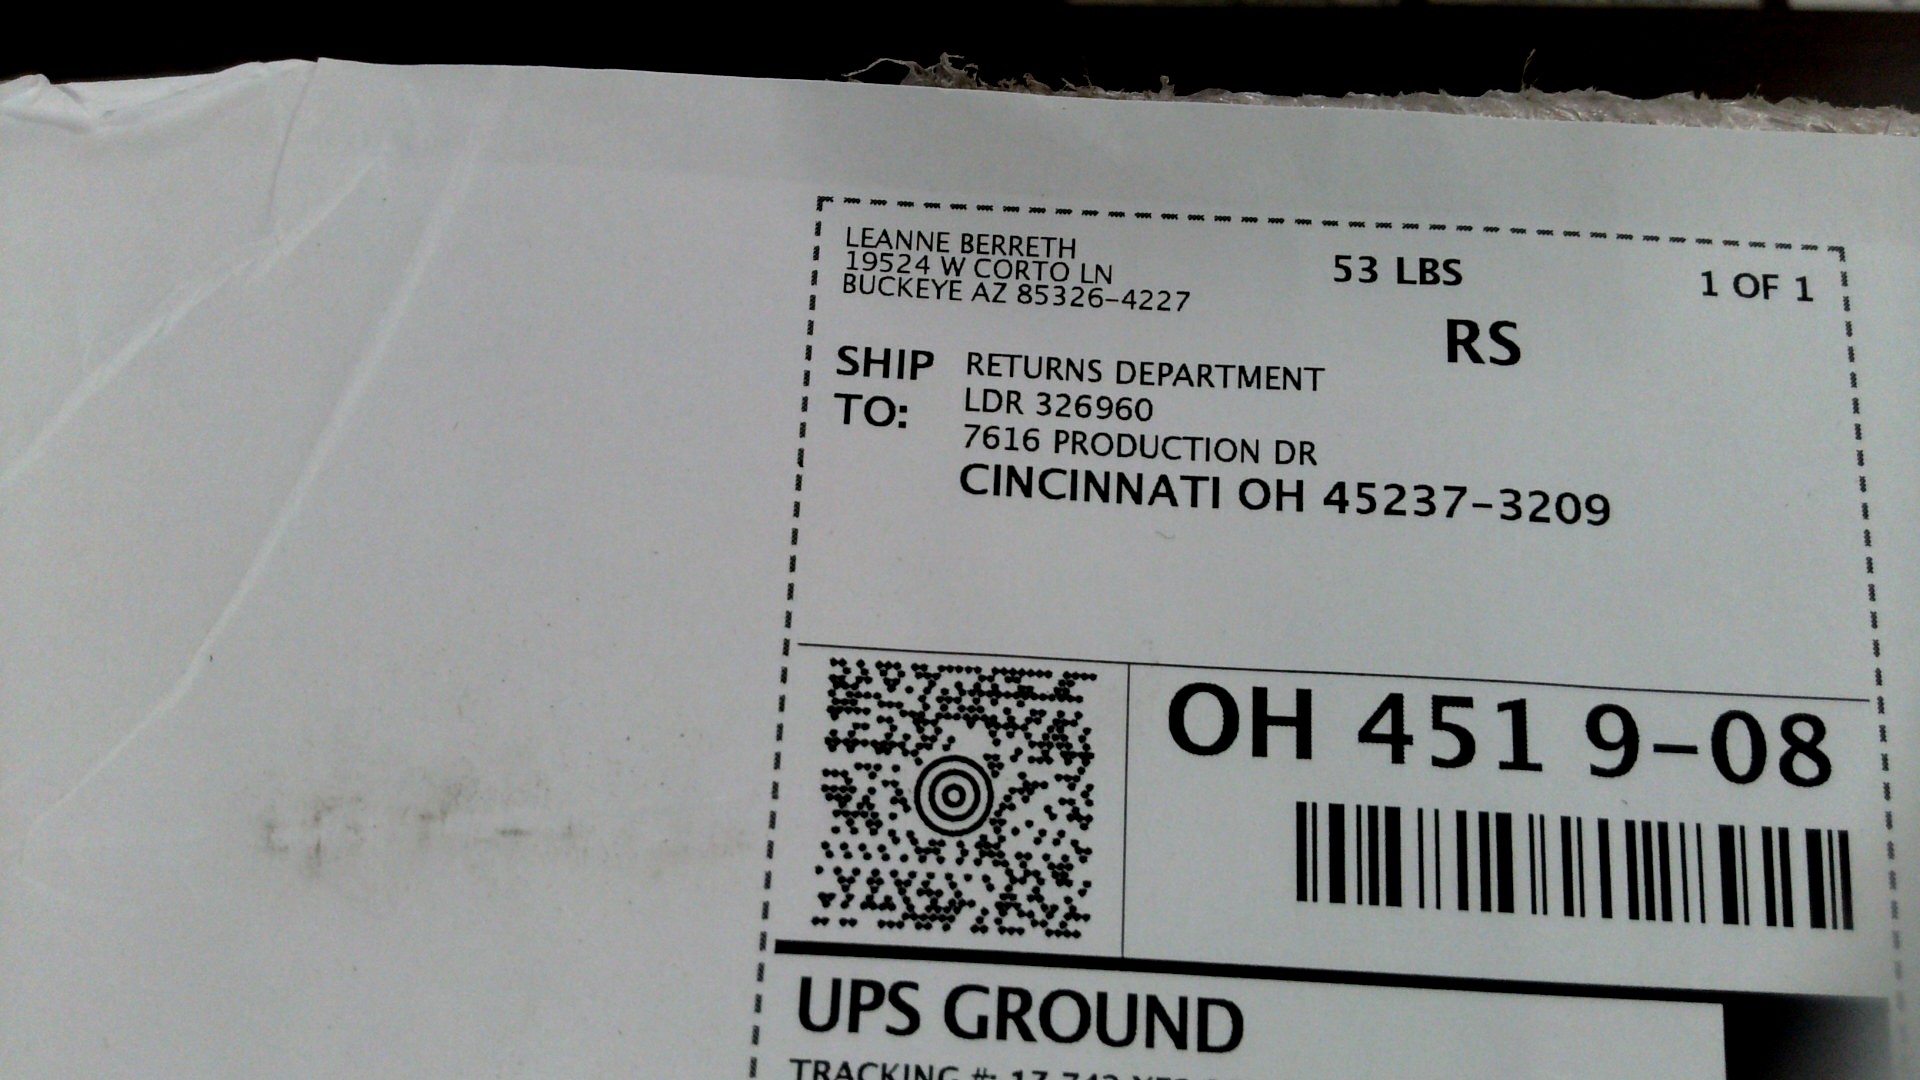 LEANNE BERRETH
19524 W CORTO LN
BUCKEYE AZ 85326-4227
53 LBS
1 OF 1
RS
SHIP TO:
RETURNS DEPARTMENT
LDR 326960
7616 PRODUCTION DR
CINCINNATI OH 45237-3209
OH 451 9-08
UPS GROUND
TRACKING #: